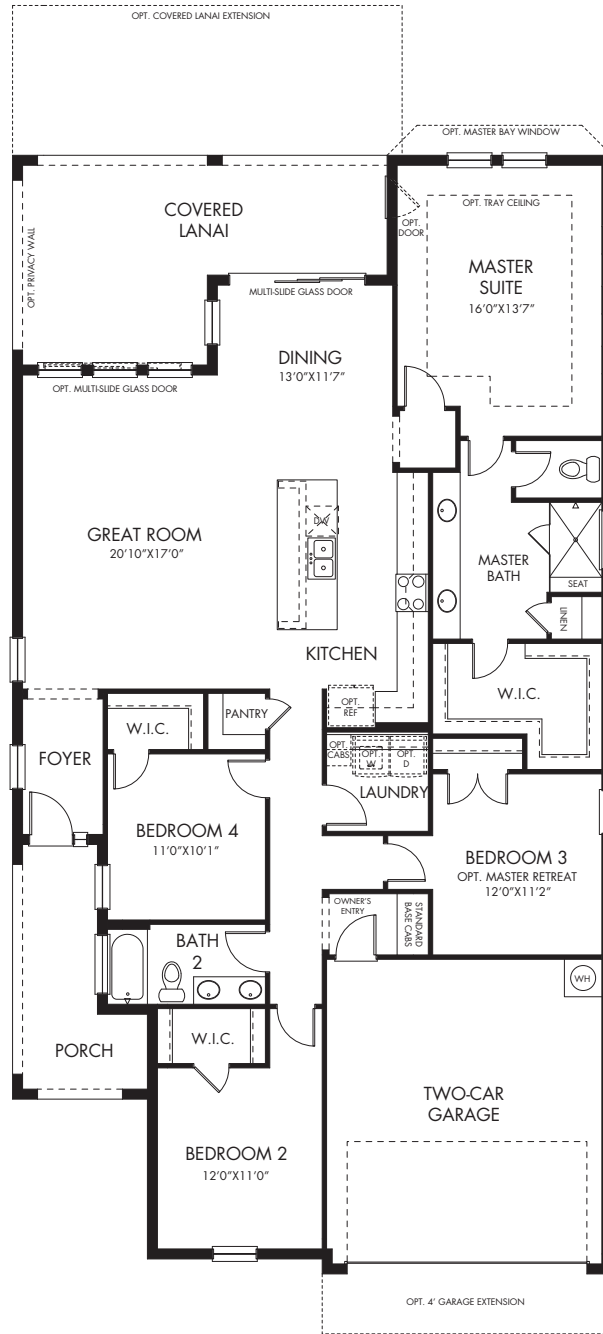 OPT. COVERED LANAI EXTENSION
OPT. MASTER BAY WINDOW
COVERED
LANAI
OPT. PRIVACY WALL
OPT.
DOOR
OPT. TRAY CEILING
MASTER
SUITE
16'0"X13'7"
MULTI-SLIDE GLASS DOOR
DINING
13'0"X11'7"
OPT. MULTI-SLIDE GLASS DOOR
GREAT ROOM
20'10"X17'0"
DW
KITCHEN
MASTER
BATH
SEAT
LINEN
W.I.C.
OPT.
REF
PANTRY
W.I.C.
FOYER
OPT.
CABS
OPT.
W
OPT.
D
LAUNDRY
BEDROOM 4
11'0"X10'1"
BEDROOM 3
OPT. MASTER RETREAT
12'0"X11'2"
OWNER'S
ENTRY
STANDARD
BASE CABS
BATH
2
WH
W.I.C.
PORCH
TWO-CAR
GARAGE
BEDROOM 2
12'0"X11'0"
OPT. 4' GARAGE EXTENSION